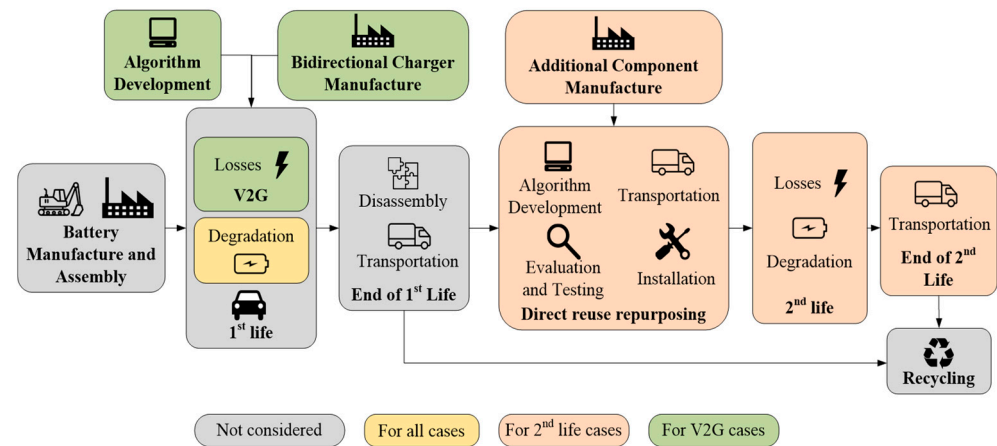 Algorithm
Development
Bidirectional Charger
Manufacture
Additional Component
Manufacture
Battery
Manufacture and
Assembly
Losses
V2G
Degradation
1st life
Disassembly
Transportation
End of 1st Life
Algorithm
Development
Transportation
Evaluation
and Testing
Installation
Direct reuse repurposing
Losses
Degradation
2nd life
Transportation
End of 2nd
Life
Recycling
Not considered
For all cases
For 2nd life cases
For V2G cases